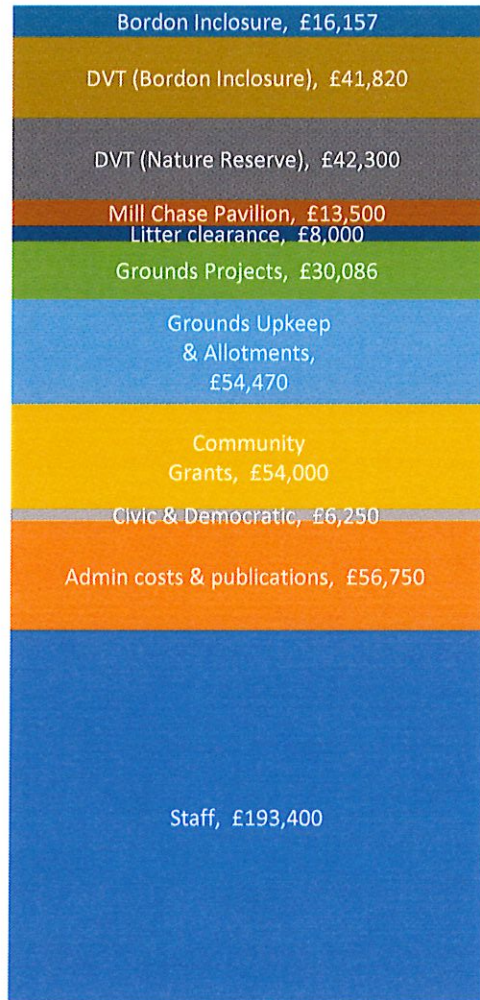 Bordon Inclosure, £16,157
DVT (Bordon Inclosure), £41,820
DVT (Nature Reserve), £42,300
Mill Chase Pavilion, £13,500
Litter clearance, £8,000
Grounds Projects, £30,086
Grounds Upkeep
& Allotments,
£54,470
Community
Grants, £54,000
Civic & Democratic, £6,250
Admin costs & publications, £56,750
Staff, £193,400